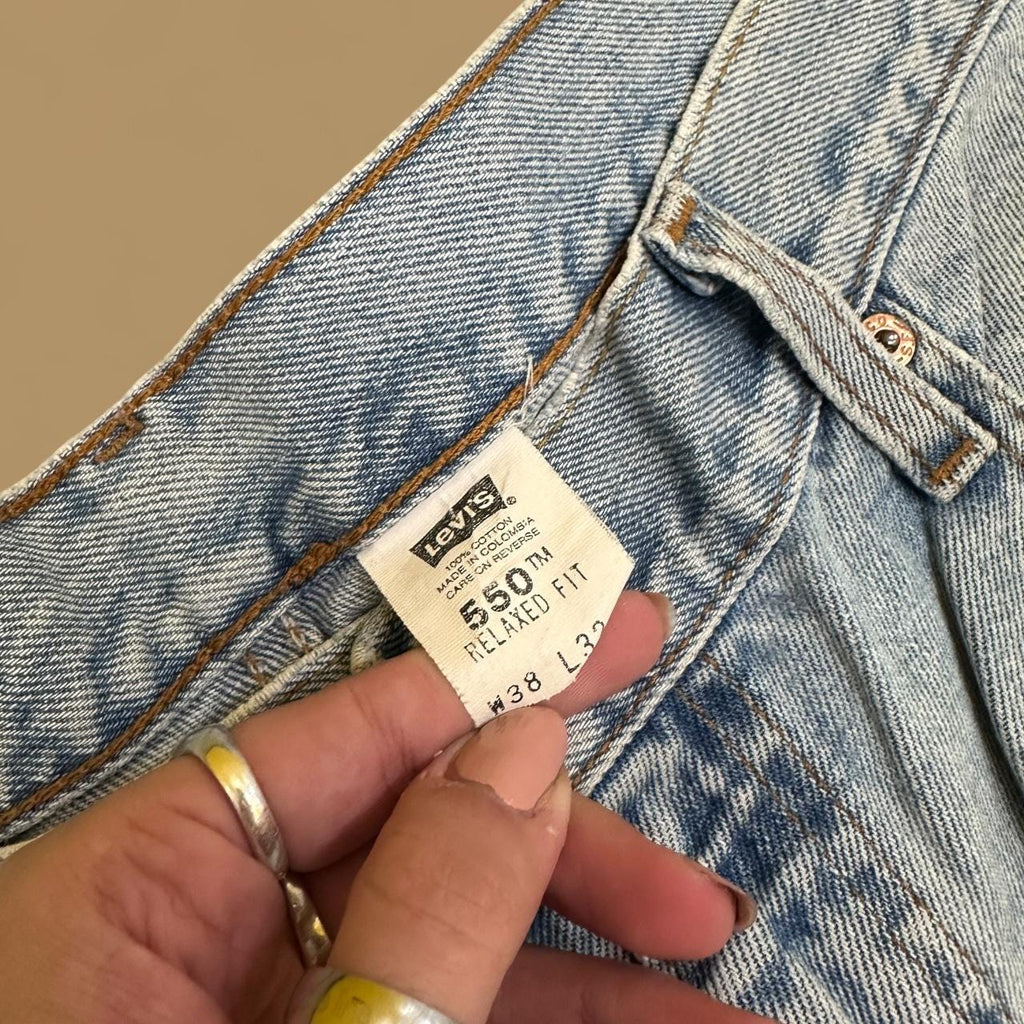 LEVI'S®
100% COTTON
MADE IN COLOMBIA
CARE ON REVERSE
550™
RELAXED FIT
W38 L32